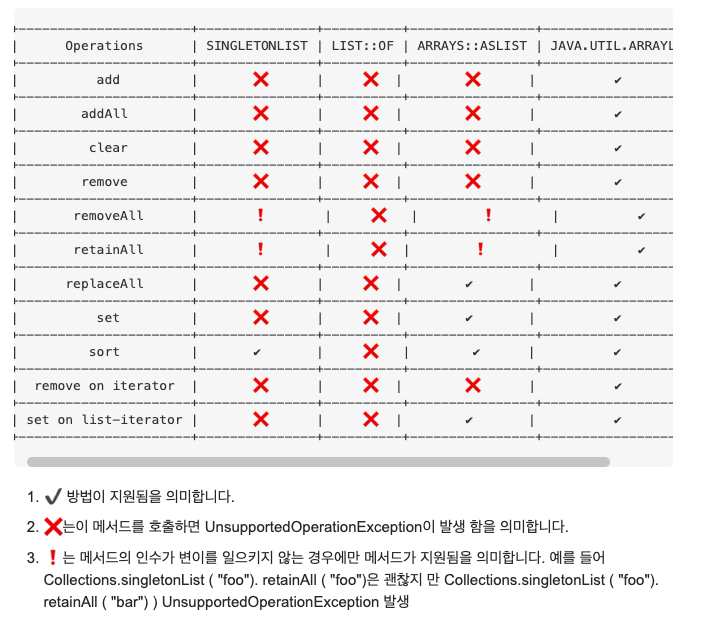 | Operations | SINGLETONLIST | LIST::OF | ARRAYS::ASLIST | JAVA.UTIL.ARRAYL
| add | ❌ | ❌ | ❌ | ✔
| addAll | ❌ | ❌ | ❌ | ✔
| clear | ❌ | ❌ | ❌ | ✔
| remove | ❌ | ❌ | ❌ | ✔
| removeAll | ❗ | ❌ | ❗ | ✔
| retainAll | ❗ | ❌ | ❗ | ✔
| replaceAll | ❌ | ❌ | ✔ | ✔
| set | ❌ | ❌ | ✔ | ✔
| sort | ✔ | ❌ | ✔ | ✔
| remove on iterator | ❌ | ❌ | ❌ | ✔
| set on list-iterator | ❌ | ❌ | ✔ | ✔
1. ✔ 방법이 지원됨을 의미합니다.
2. ❌는이 메서드를 호출하면 UnsupportedOperationException이 발생 함을 의미합니다.
3. ❗ 는 메서드의 인수가 변이를 일으키지 않는 경우에만 메서드가 지원됨을 의미합니다. 예를 들어
Collections.singletonList ( "foo"). retainAll ( "foo")은 괜찮지 만 Collections.singletonList ( "foo").
retainAll ( "bar") ) UnsupportedOperationException 발생